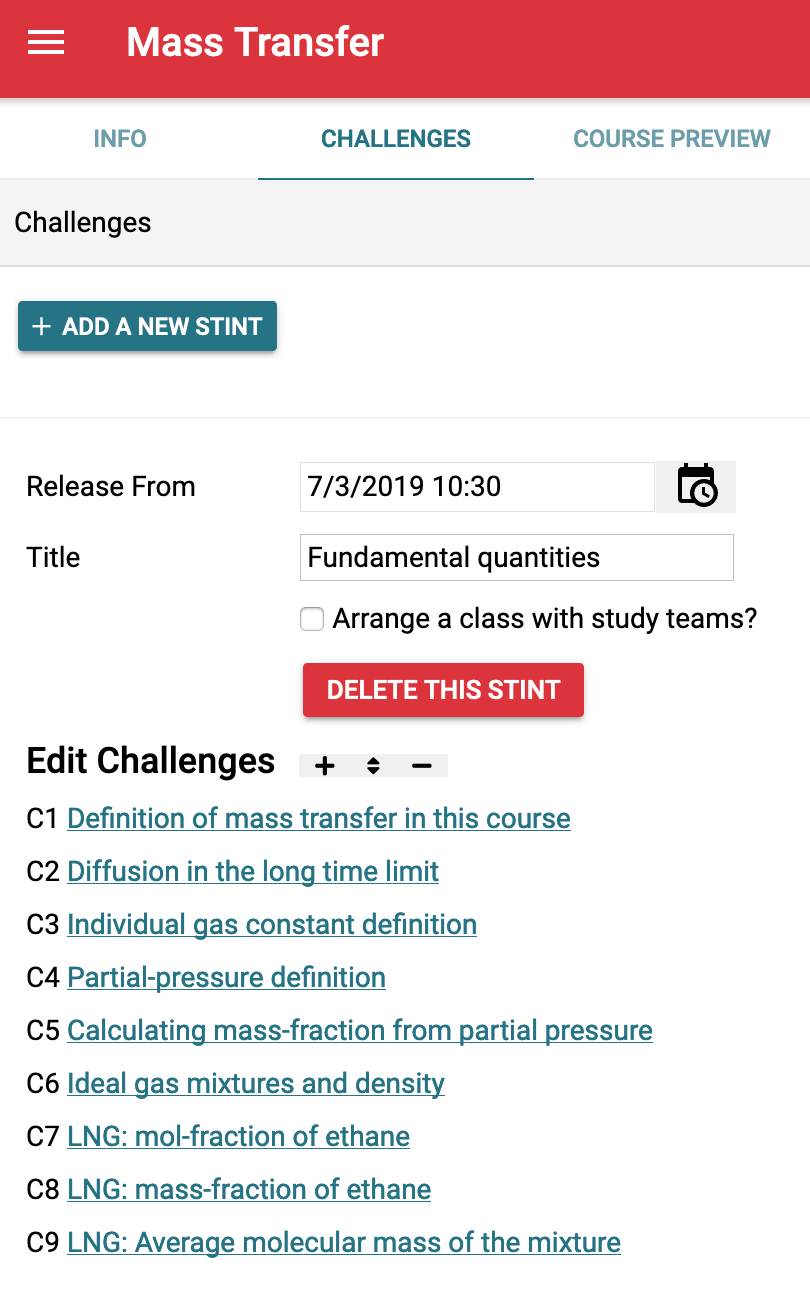 Mass Transfer
INFO CHALLENGES COURSE PREVIEW
Challenges
+ ADD A NEW STINT
Release From 7/3/2019 10:30
Title Fundamental quantities
Arrange a class with study teams?
DELETE THIS STINT
Edit Challenges
C1 Definition of mass transfer in this course
C2 Diffusion in the long time limit
C3 Individual gas constant definition
C4 Partial-pressure definition
C5 Calculating mass-fraction from partial pressure
C6 Ideal gas mixtures and density
C7 LNG: mol-fraction of ethane
C8 LNG: mass-fraction of ethane
C9 LNG: Average molecular mass of the mixture